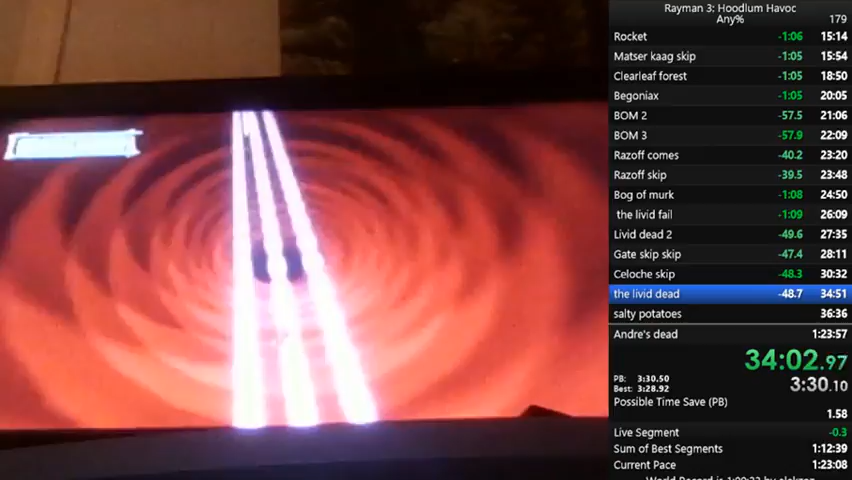 Rayman 3: Hoodlum Havoc
Any% 179
Rocket -1:06 15:14
Matser kaag skip -1:05 15:54
Clearleaf forest -1:05 18:50
Begoniax -1:05 20:05
BOM 2 -57.5 21:06
BOM 3 -57.9 22:09
Razoff comes -40.2 23:20
Razoff skip -39.5 23:48
Bog of murk -1:08 24:50
the livid fail -1:09 26:09
Livid dead 2 -49.6 27:35
Gate skip skip -47.4 28:11
Celoche skip -48.3 30:32
the livid dead -48.7 34:51
salty potatoes 36:36
Andre's dead 1:23:57
34:02.97
PB: 3:30.50
Best: 3:28.92
3:30.10
Possible Time Save (PB)
1.58
Live Segment -0.3
Sum of Best Segments 1:12:39
Current Pace 1:23:08
World Record is